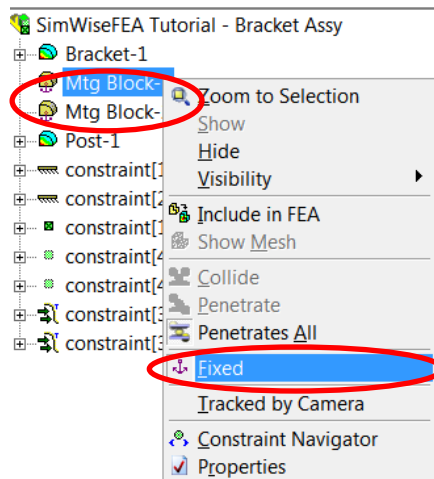 SimWiseFEA Tutorial - Bracket Assy
Bracket-1
Mtg Block-
Mtg Block-
Post-1
constraint[1
constraint[2
constraint[1
constraint[4
constraint[4
constraint[3
constraint[3
Zoom to Selection
Show
Hide
Visibility
Include in FEA
Show Mesh
Collide
Penetrate
Penetrates All
Fixed
Tracked by Camera
Constraint Navigator
Properties